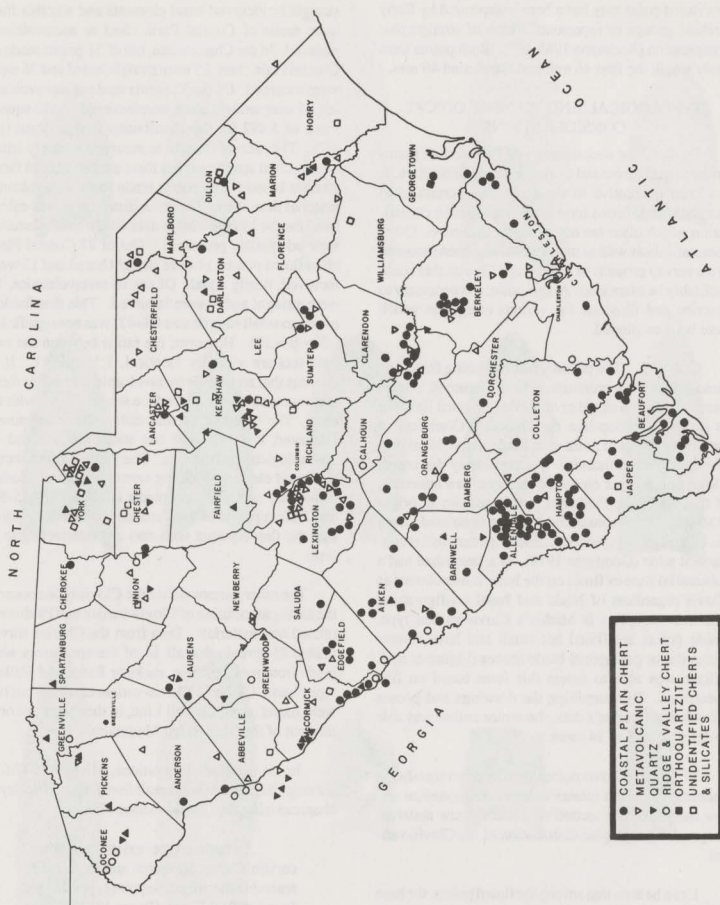 NORTH CAROLINA
GEORGIA
ATLANTIC OCEAN
OCONEE
PICKENS
GREENVILLE
GREENVILLE
SPARTANBURG
CHEROKEE
YORK
ANDERSON
LAURENS
UNION
CHESTER
LANCASTER
CHESTERFIELD
MARLBORO
DILLON
ABBEVILLE
GREENWOOD
NEWBERRY
FAIRFIELD
KERSHAW
DARLINGTON
LEE
FLORENCE
MARION
HORRY
McCORMICK
SALUDA
EDGEFIELD
LEXINGTON
COLUMBIA
RICHLAND
SUMTER
CLARENDON
WILLIAMSBURG
GEORGETOWN
AIKEN
CALHOUN
ORANGEBURG
BARNWELL
BAMBERG
ALLENDALE
HAMPTON
COLLETON
DORCHESTER
BERKELEY
CHARLESTON
CHARLESTON
JASPER
BEAUFORT
● COASTAL PLAIN CHERT
△ METAVOLCANIC
▼ QUARTZ
○ RIDGE & VALLEY CHERT
■ ORTHOQUARTZITE
□ UNIDENTIFIED CHERTS
& SILICATES